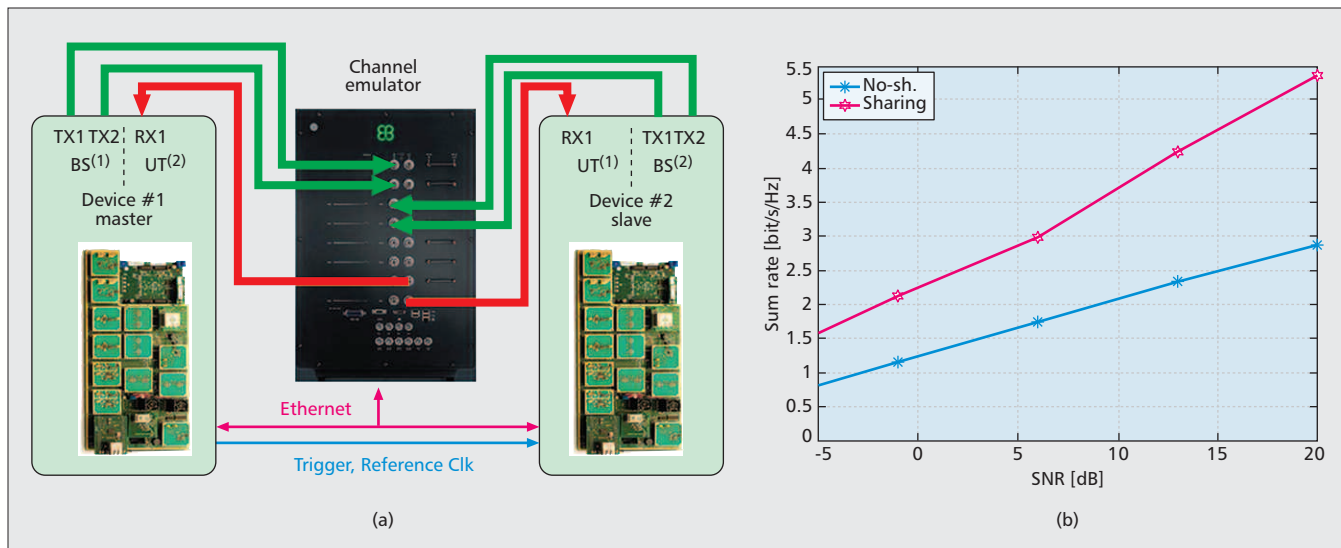 Channel
emulator
TX1 TX2 RX1
BS(1) UT(2)
Device #1
master
RX1 TX1TX2
UT(1) BS(2)
Device #2
slave
Ethernet
Trigger, Reference Clk
(a)
No-sh.
Sharing
Sum rate [bit/s/Hz]
5.5
5
4.5
4
3.5
3
2.5
2
1.5
1
0.5
0
-5 0 5 10 15 20
SNR [dB]
(b)